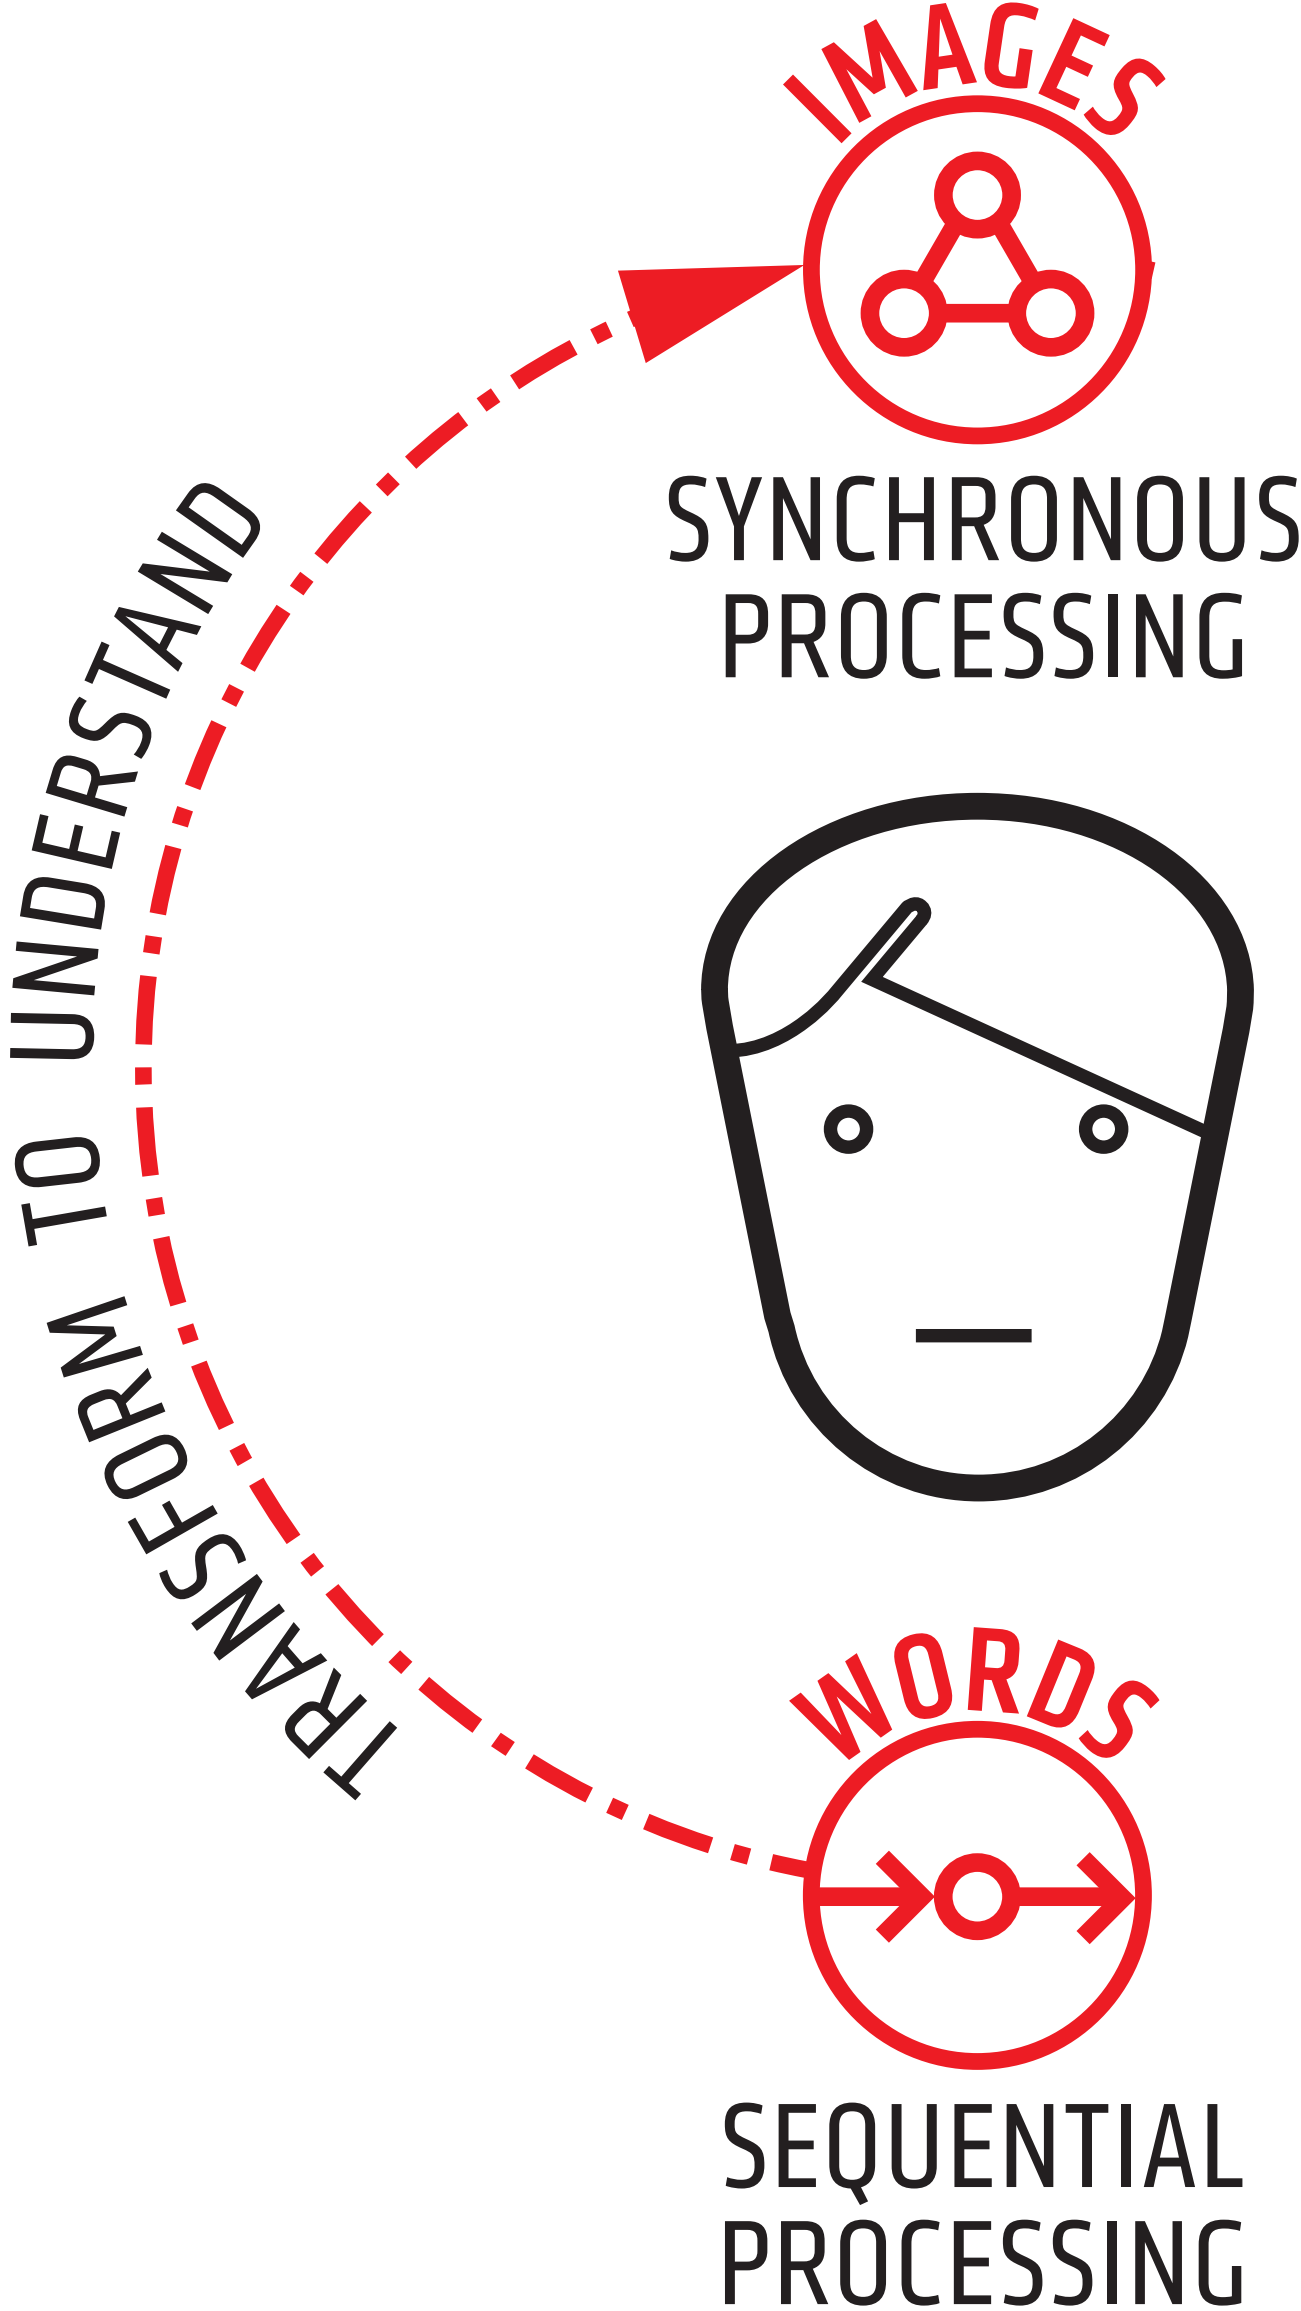 IMAGES
SYNCHRONOUS
PROCESSING
TRANSFORM TO UNDERSTAND
WORDS
SEQUENTIAL
PROCESSING